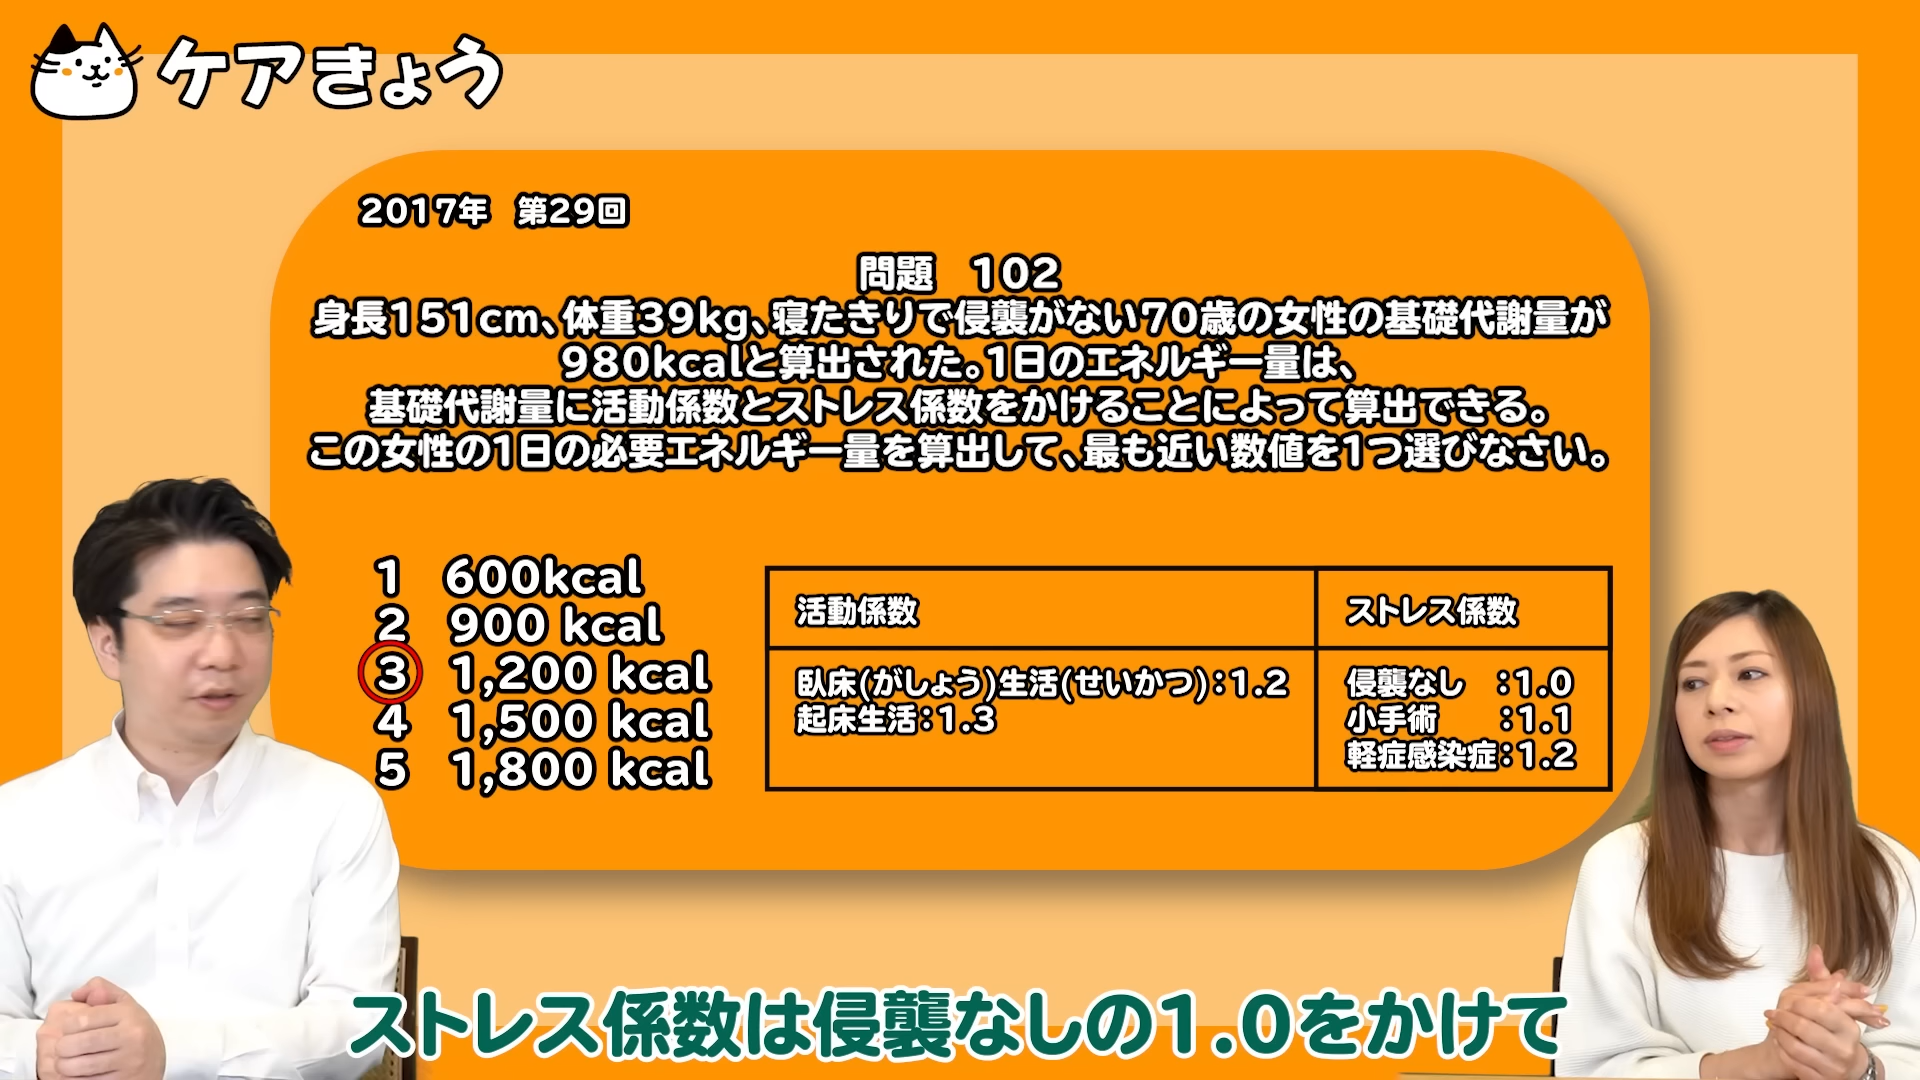 ケアきょう
2017年 第29回
問題 102
身長151cm、体重39kg、寝たきりで侵襲がない70歳の女性の基礎代謝量が
980kcalと算出された。1日のエネルギー量は、
基礎代謝量に活動係数とストレス係数をかけることによって算出できる。
この女性の1日の必要エネルギー量を算出して、最も近い数値を1つ選びなさい。
1 600kcal
2 900 kcal
3 1,200 kcal
4 1,500 kcal
5 1,800 kcal
活動係数
臥床(がしょう)生活(せいかつ):1.2
起床生活:1.3
ストレス係数
侵襲なし :1.0
小手術 :1.1
軽症感染症:1.2
ストレス係数は侵襲なしの1.0をかけて